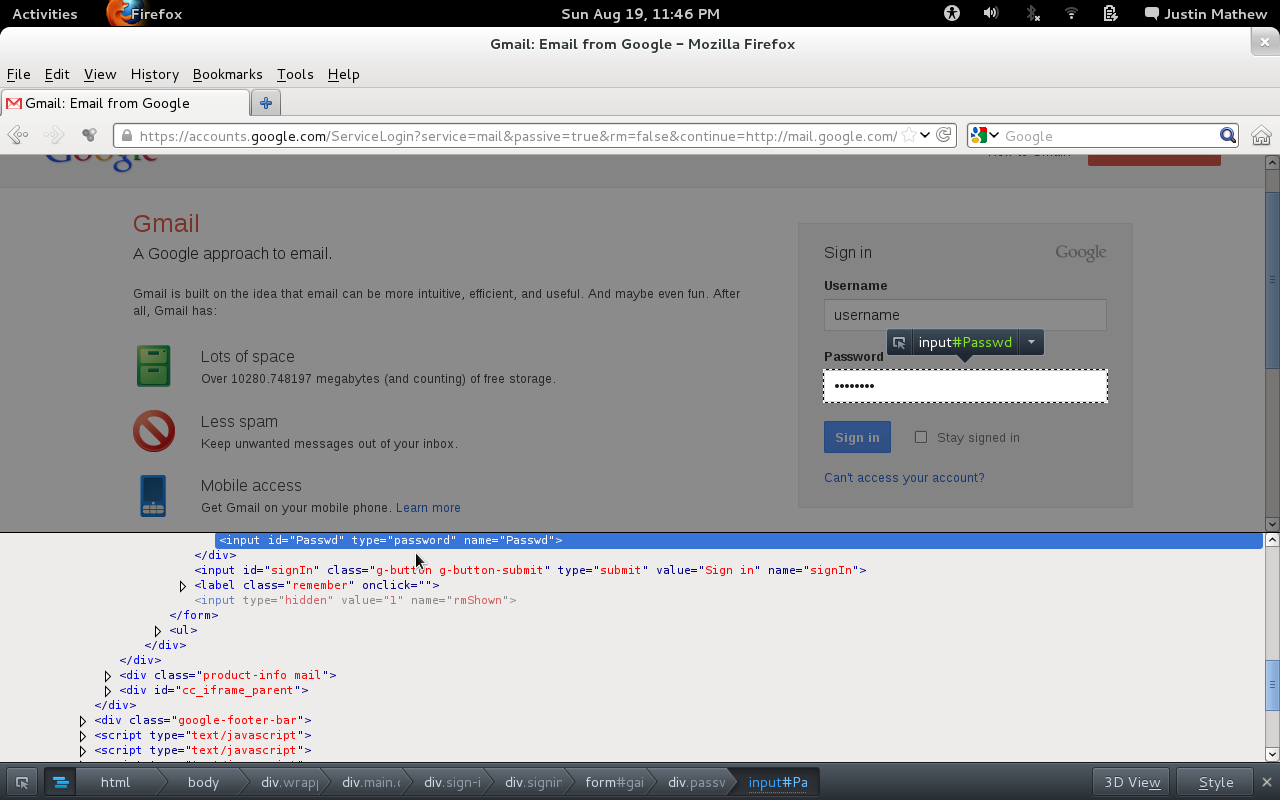 Activities Firefox Sun Aug 19, 11:46 PM Justin Mathew
Gmail: Email from Google - Mozilla Firefox
File Edit View History Bookmarks Tools Help
Gmail: Email from Google
https://accounts.google.com/ServiceLogin?service=mail&passive=true&rm=false&continue=http://mail.google.com/ Google
Gmail
A Google approach to email.
Gmail is built on the idea that email can be more intuitive, efficient, and useful. And maybe even fun. After
all, Gmail has:
Lots of space
Over 10280.748197 megabytes (and counting) of free storage.
Less spam
Keep unwanted messages out of your inbox.
Mobile access
Get Gmail on your mobile phone. Learn more
Sign in Google
Username
username
input#Passwd
Password
••••••••
Sign in Stay signed in
Can't access your account?
<input id="Passwd" type="password" name="Passwd">
</div>
<input id="signIn" class="g-button g-button-submit" type="submit" value="Sign in" name="signIn">
<label class="remember" onclick="">
<input type="hidden" value="1" name="rmShown">
</form>
<ul>
</div>
</div>
<div class="product-info mail">
<div id="cc_iframe_parent">
</div>
<div class="google-footer-bar">
<script type="text/javascript">
<script type="text/javascript">
html body div.wrapp div.main.c div.sign-i div.signin form#gai div.passw input#Pa 3D View Style